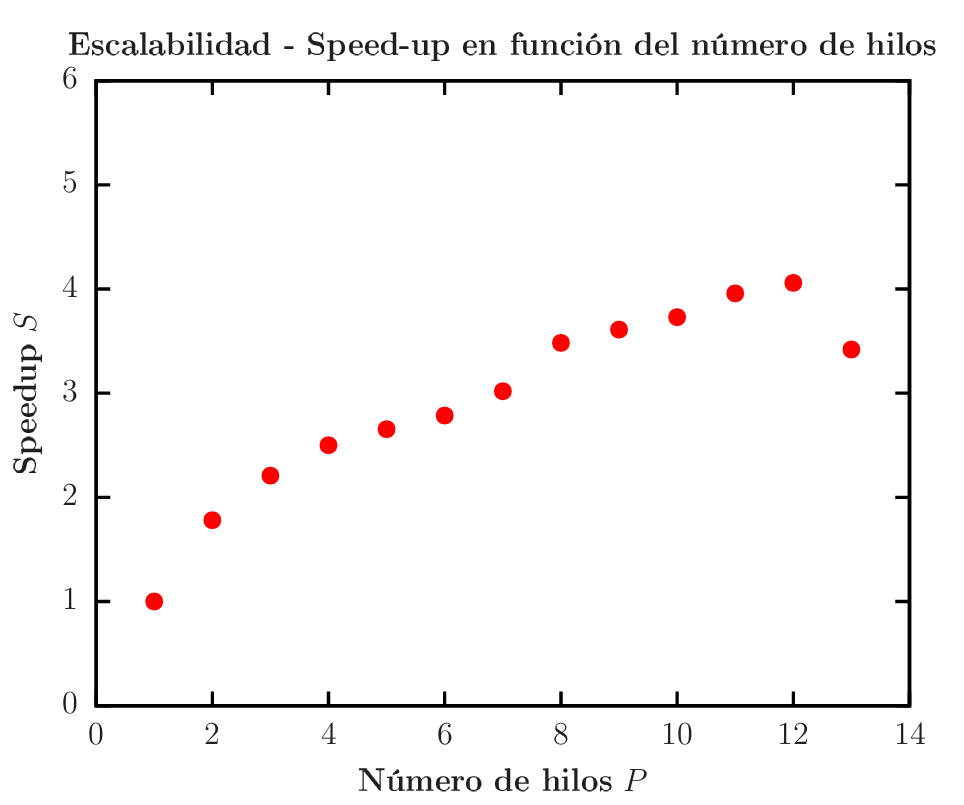 Escalabilidad - Speed-up en función del número de hilos
6
5
4
3
2
1
0
Speedup S
0 2 4 6 8 10 12 14
Número de hilos P